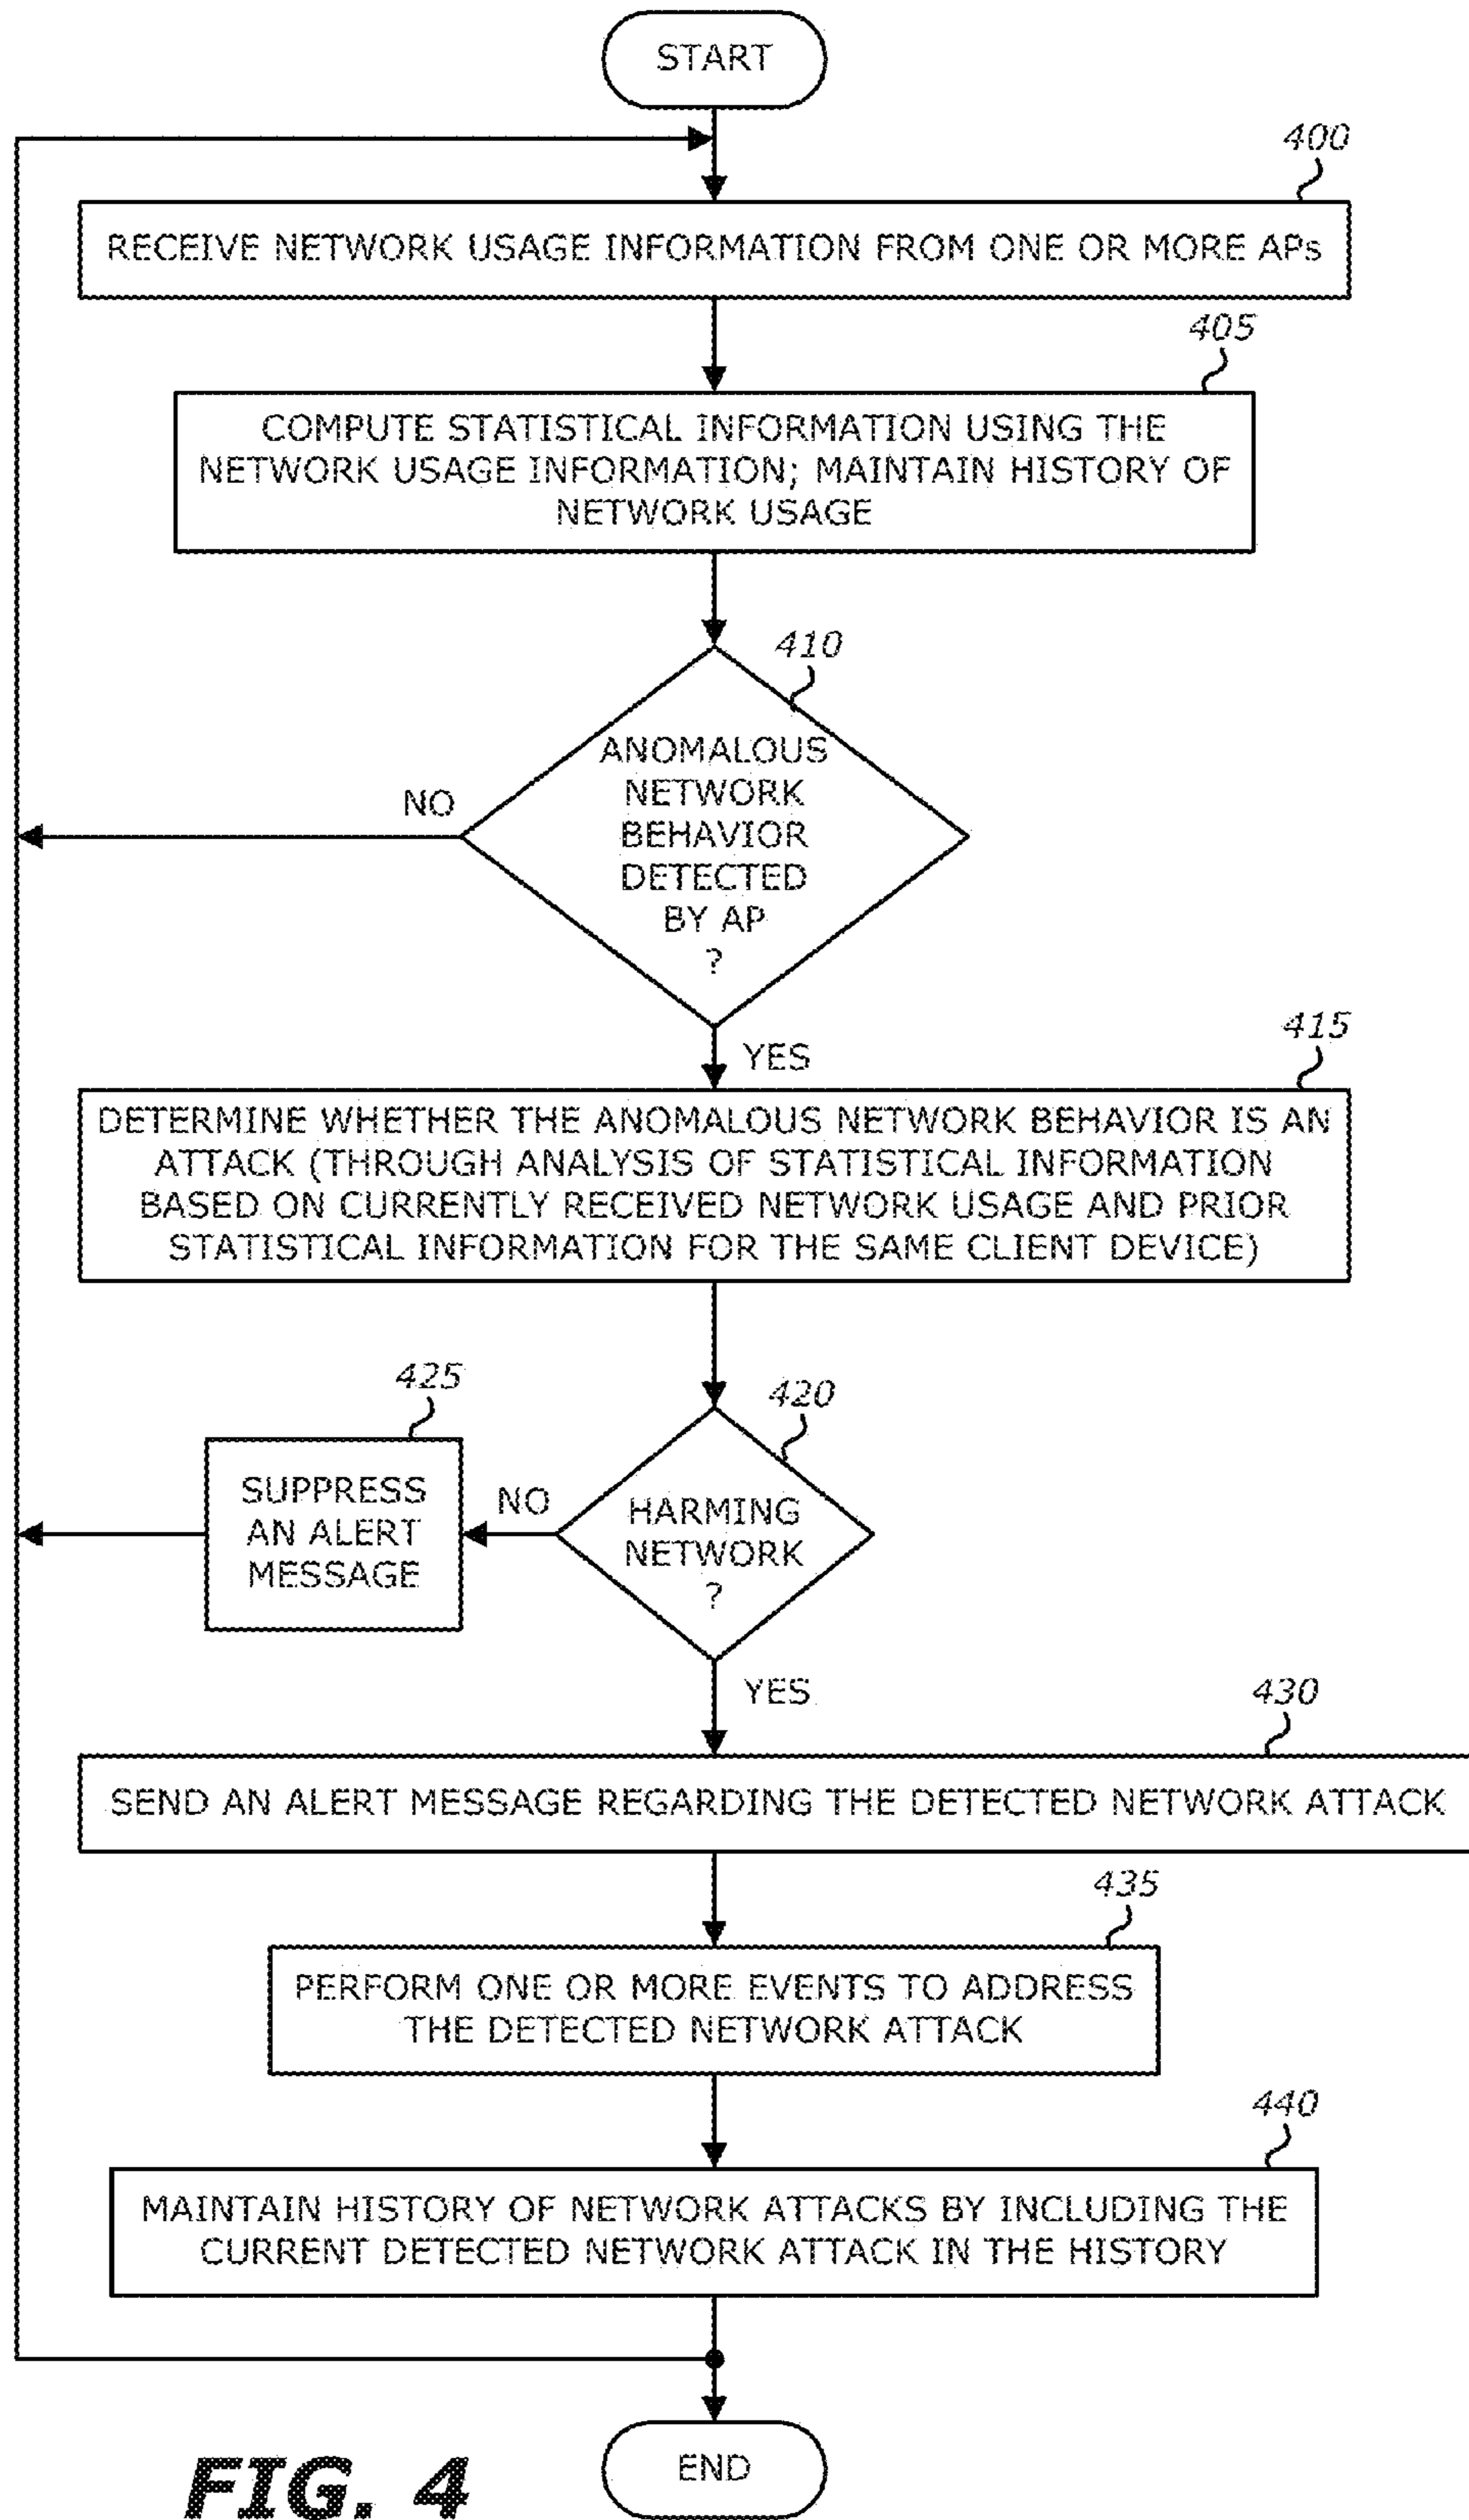 START
400
RECEIVE NETWORK USAGE INFORMATION FROM ONE OR MORE APs
405
COMPUTE STATISTICAL INFORMATION USING THE
NETWORK USAGE INFORMATION; MAINTAIN HISTORY OF
NETWORK USAGE
410
ANOMALOUS
NETWORK
BEHAVIOR
DETECTED
BY AP
?
NO
YES
415
DETERMINE WHETHER THE ANOMALOUS NETWORK BEHAVIOR IS AN
ATTACK (THROUGH ANALYSIS OF STATISTICAL INFORMATION
BASED ON CURRENTLY RECEIVED NETWORK USAGE AND PRIOR
STATISTICAL INFORMATION FOR THE SAME CLIENT DEVICE)
420
HARMING
NETWORK
?
NO
425
SUPPRESS
AN ALERT
MESSAGE
YES
430
SEND AN ALERT MESSAGE REGARDING THE DETECTED NETWORK ATTACK
435
PERFORM ONE OR MORE EVENTS TO ADDRESS
THE DETECTED NETWORK ATTACK
440
MAINTAIN HISTORY OF NETWORK ATTACKS BY INCLUDING THE
CURRENT DETECTED NETWORK ATTACK IN THE HISTORY
END
FIG. 4